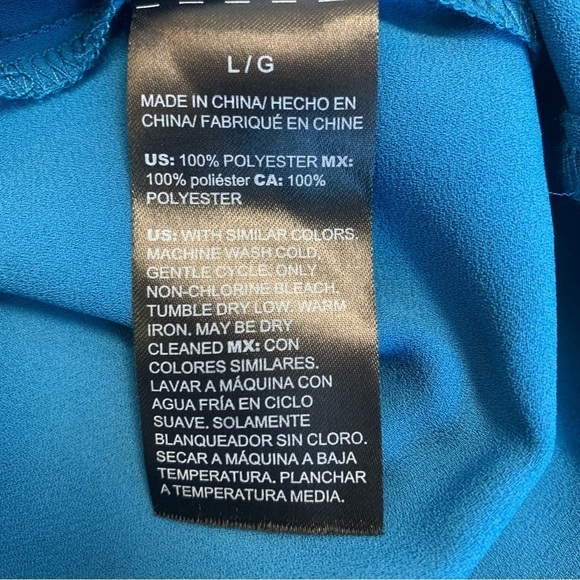 L/G
MADE IN CHINA/ HECHO EN
CHINA/ FABRIQUÉ EN CHINE
US: 100% POLYESTER MX:
100% poliéster CA: 100%
POLYESTER
US: WITH SIMILAR COLORS.
MACHINE WASH COLD,
GENTLE CYCLE. ONLY
NON-CHLORINE BLEACH.
TUMBLE DRY LOW. WARM
IRON. MAY BE DRY
CLEANED MX: CON
COLORES SIMILARES.
LAVAR A MÁQUINA CON
AGUA FRÍA EN CICLO
SUAVE. SOLAMENTE
BLANQUEADOR SIN CLORO.
SECAR A MÁQUINA A BAJA
TEMPERATURA. PLANCHAR
A TEMPERATURA MEDIA.